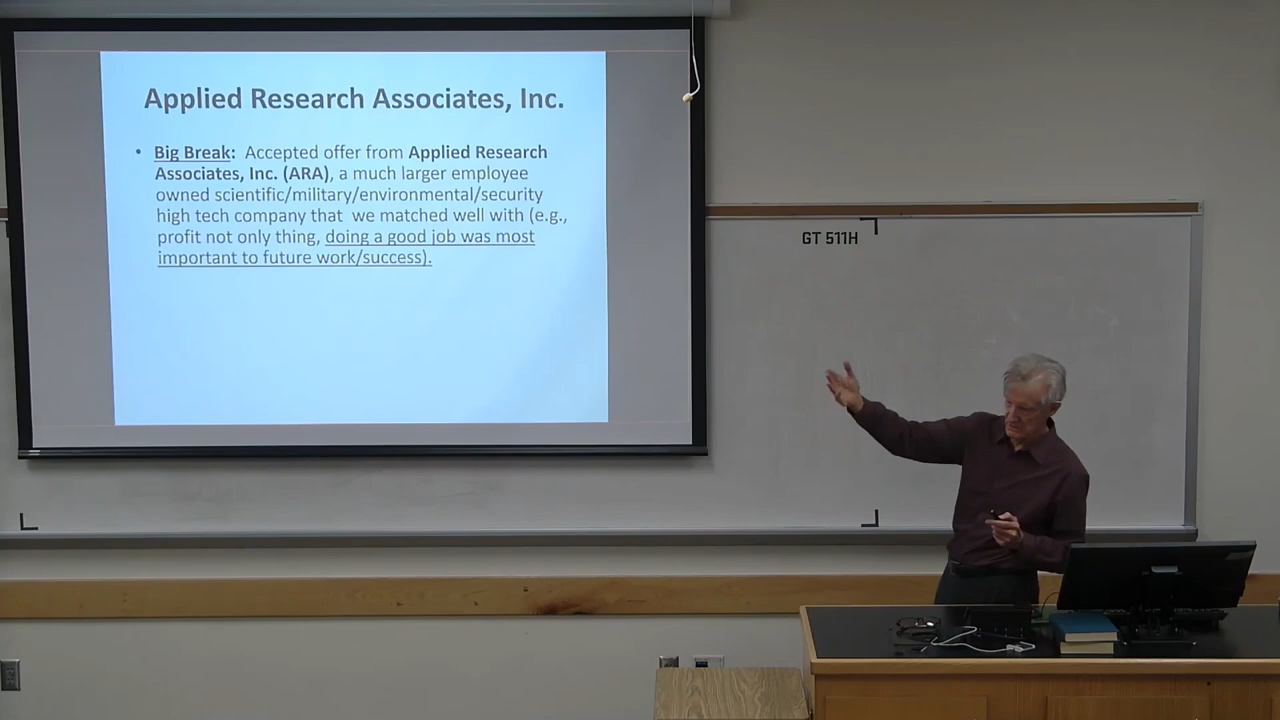 Applied Research Associates, Inc.
• Big Break: Accepted offer from Applied Research
Associates, Inc. (ARA), a much larger employee
owned scientific/military/environmental/security
high tech company that we matched well with (e.g.,
profit not only thing, doing a good job was most
important to future work/success).
GT 511H